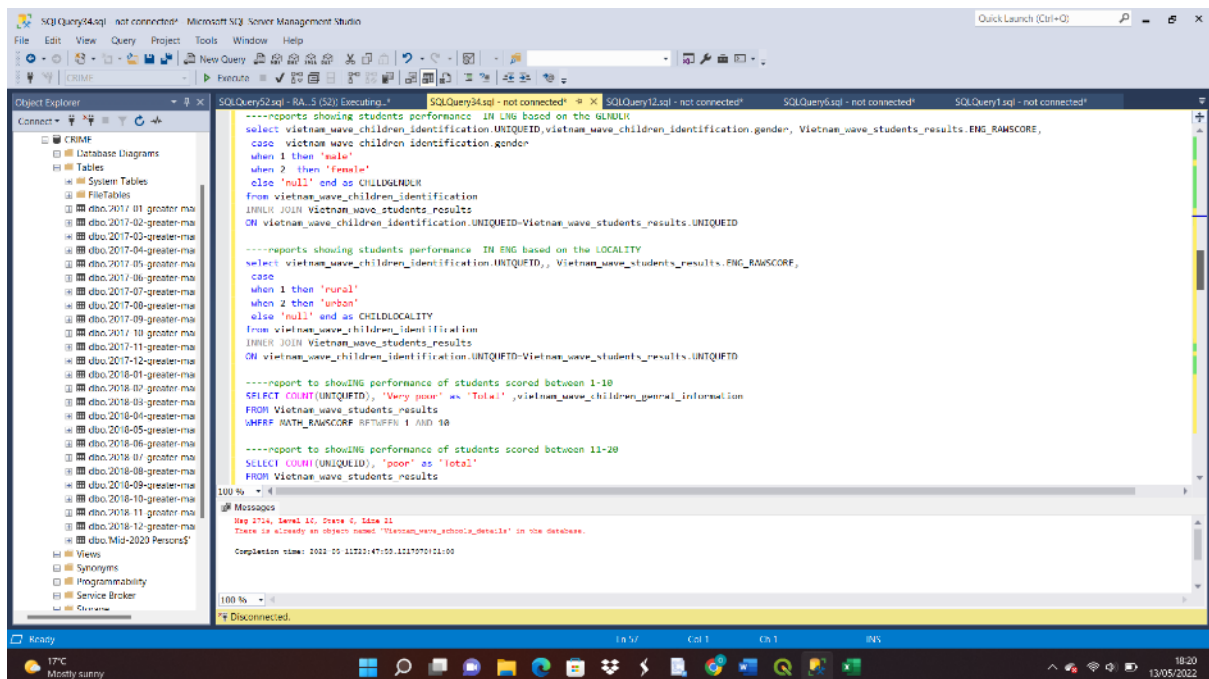 SQLQuery34.sql - not connected* - Microsoft SQL Server Management Studio
Quick Launch (Ctrl+Q)
File Edit View Query Project Tools Window Help
New Query
CRIME
Execute
Object Explorer
SQLQuery52.sql - RA...5 (52)) Executing...*
SQLQuery34.sql - not connected*
SQLQuery12.sql - not connected*
SQLQuery6.sql - not connected*
SQLQuery1.sql - not connected*
Connect
CRIME
Database Diagrams
Tables
System Tables
FileTables
dbo.'2017-01-greater-ma
dbo.'2017-02-greater-ma
dbo.'2017-03-greater-ma
dbo.'2017-04-greater-ma
dbo.'2017-05-greater-ma
dbo.'2017-06-greater-ma
dbo.'2017-07-greater-ma
dbo.'2017-08-greater-ma
dbo.'2017-09-greater-ma
dbo.'2017-10-greater-ma
dbo.'2017-11-greater-ma
dbo.'2017-12-greater-ma
dbo.'2018-01-greater-ma
dbo.'2018-02-greater-ma
dbo.'2018-03-greater-ma
dbo.'2018-04-greater-ma
dbo.'2018-05-greater-ma
dbo.'2018-06-greater-ma
dbo.'2018-07-greater-ma
dbo.'2018-08-greater-ma
dbo.'2018-09-greater-ma
dbo.'2018-10-greater-ma
dbo.'2018-11-greater-ma
dbo.'2018-12-greater-ma
dbo.'Mid-2020 Persons$'
Views
Synonyms
Programmability
Service Broker
Storage
----reports showing students performance IN ENG based on the GENDER
select vietnam_wave_children_identification.UNIQUEID,vietnam_wave_children_identification.gender, Vietnam_wave_students_results.ENG_RAWSCORE,
case vietnam_wave_children_identification.gender
when 1 then 'male'
when 2 then 'female'
else 'null' end as CHILDGENDER
from vietnam_wave_children_identification
INNER JOIN Vietnam_wave_students_results
ON vietnam_wave_children_identification.UNIQUEID=Vietnam_wave_students_results.UNIQUEID
----reports showing students performance IN ENG based on the LOCALITY
select vietnam_wave_children_identification.UNIQUEID,, Vietnam_wave_students_results.ENG_RAWSCORE,
case
when 1 then 'rural'
when 2 then 'urban'
else 'null' end as CHILDLOCALITY
from vietnam_wave_children_identification
INNER JOIN Vietnam_wave_students_results
ON vietnam_wave_children_identification.UNIQUEID=Vietnam_wave_students_results.UNIQUEID
----report to showING performance of students scored between 1-10
SELECT COUNT(UNIQUEID), 'Very poor' as 'Total' ,vietnam_wave_children_genral_information
FROM Vietnam_wave_students_results
WHERE MATH_RAWSCORE BETWEEN 1 AND 10
----report to showING performance of students scored between 11-20
SELECT COUNT(UNIQUEID), 'poor' as 'Total'
FROM Vietnam_wave_students_results
100 %
Messages
Msg 2714, Level 16, State 6, Line 21
There is already an object named 'Vietnam_wave_schools_details' in the database.
Completion time:
100 %
Disconnected.
Ready
Ln 57
Col 1
Ch 1
INS
17°C
Mostly sunny
18:20
13/05/2022